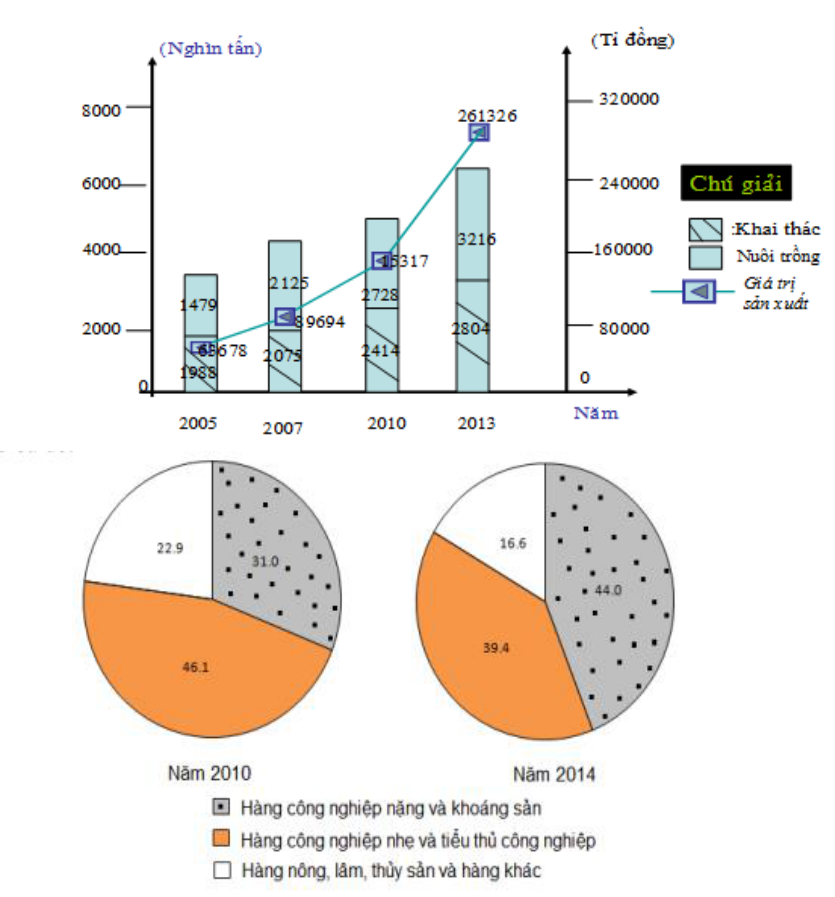 (Nghìn tấn)
(Tỉ đồng)
8000
6000
4000
2000
0
320000
240000
160000
80000
0
261326
3216
2804
15317
2728
2414
2125
89694
2075
1479
63678
1988
2005
2007
2010
2013
Năm
Chú giải
:Khai thác
Nuôi trồng
Giá trị
sản xuất
22.9
31.0
46.1
16.6
44.0
39.4
Năm 2010
Năm 2014
Hàng công nghiệp nặng và khoáng sản
Hàng công nghiệp nhẹ và tiểu thủ công nghiệp
Hàng nông, lâm, thủy sản và hàng khác